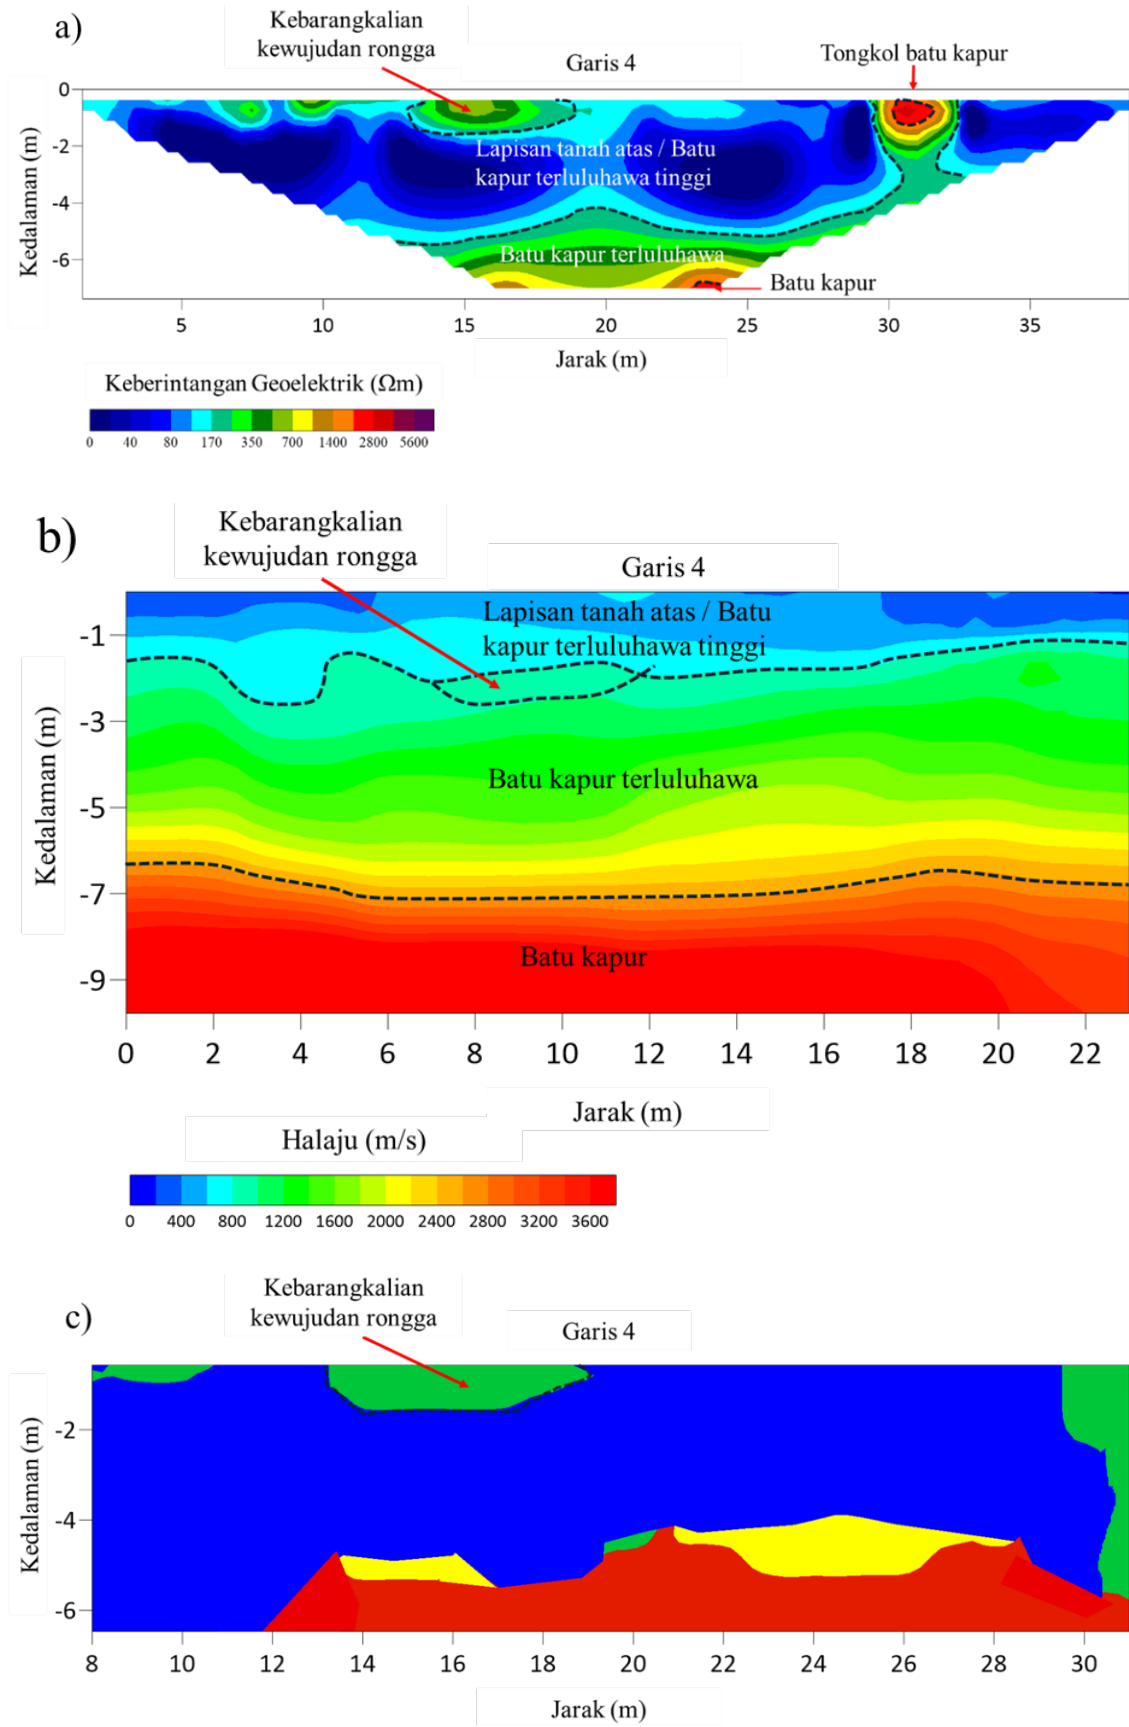 a)
Kebarangkalian
kewujudan rongga
Garis 4
Tongkol batu kapur
0
-2
-4
-6
Kedalaman (m)
Lapisan tanah atas / Batu
kapur terluluhawa tinggi
Batu kapur terluluhawa
Batu kapur
5 10 15 20 25 30 35
Jarak (m)
Keberintangan Geoelektrik (Ωm)
0 40 80 170 350 700 1400 2800 5600
b)
Kebarangkalian
kewujudan rongga
Garis 4
Lapisan tanah atas / Batu
kapur terluluhawa tinggi
-1
-3
-5
-7
-9
Kedalaman (m)
Batu kapur terluluhawa
Batu kapur
0 2 4 6 8 10 12 14 16 18 20 22
Jarak (m)
Halaju (m/s)
0 400 800 1200 1600 2000 2400 2800 3200 3600
c)
Kebarangkalian
kewujudan rongga
Garis 4
-2
-4
-6
Kedalaman (m)
8 10 12 14 16 18 20 22 24 26 28 30
Jarak (m)